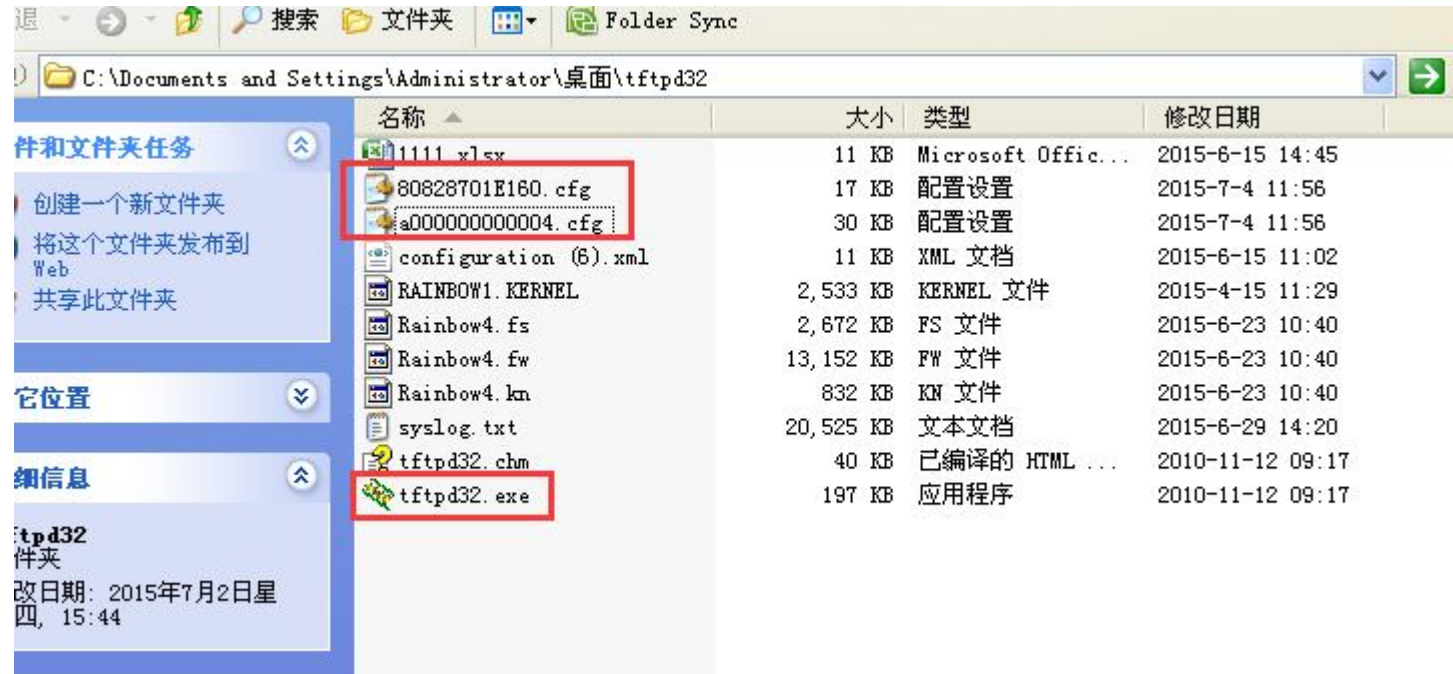 退 搜索 文件夹 Folder Sync
C:\Documents and Settings\Administrator\桌面\tftpd32
名称 大小 类型 修改日期
件和文件夹任务
创建一个新文件夹
将这个文件夹发布到
Web
共享此文件夹
它位置
细信息
ftpd32
件夹
改日期: 2015年7月2日星
四, 15:44
1111.xlsx 11 KB Microsoft Offic... 2015-6-15 14:45
80828701E160.cfg 17 KB 配置设置 2015-7-4 11:56
a000000000004.cfg 30 KB 配置设置 2015-7-4 11:56
configuration (6).xml 11 KB XML 文档 2015-6-15 11:02
RAINBOW1.KERNEL 2,533 KB KERNEL 文件 2015-4-15 11:29
Rainbow4.fs 2,672 KB FS 文件 2015-6-23 10:40
Rainbow4.fw 13,152 KB FW 文件 2015-6-23 10:40
Rainbow4.kn 832 KB KN 文件 2015-6-23 10:40
syslog.txt 20,525 KB 文本文档 2015-6-29 14:20
tftpd32.chm 40 KB 已编译的 HTML ... 2010-11-12 09:17
tftpd32.exe 197 KB 应用程序 2010-11-12 09:17